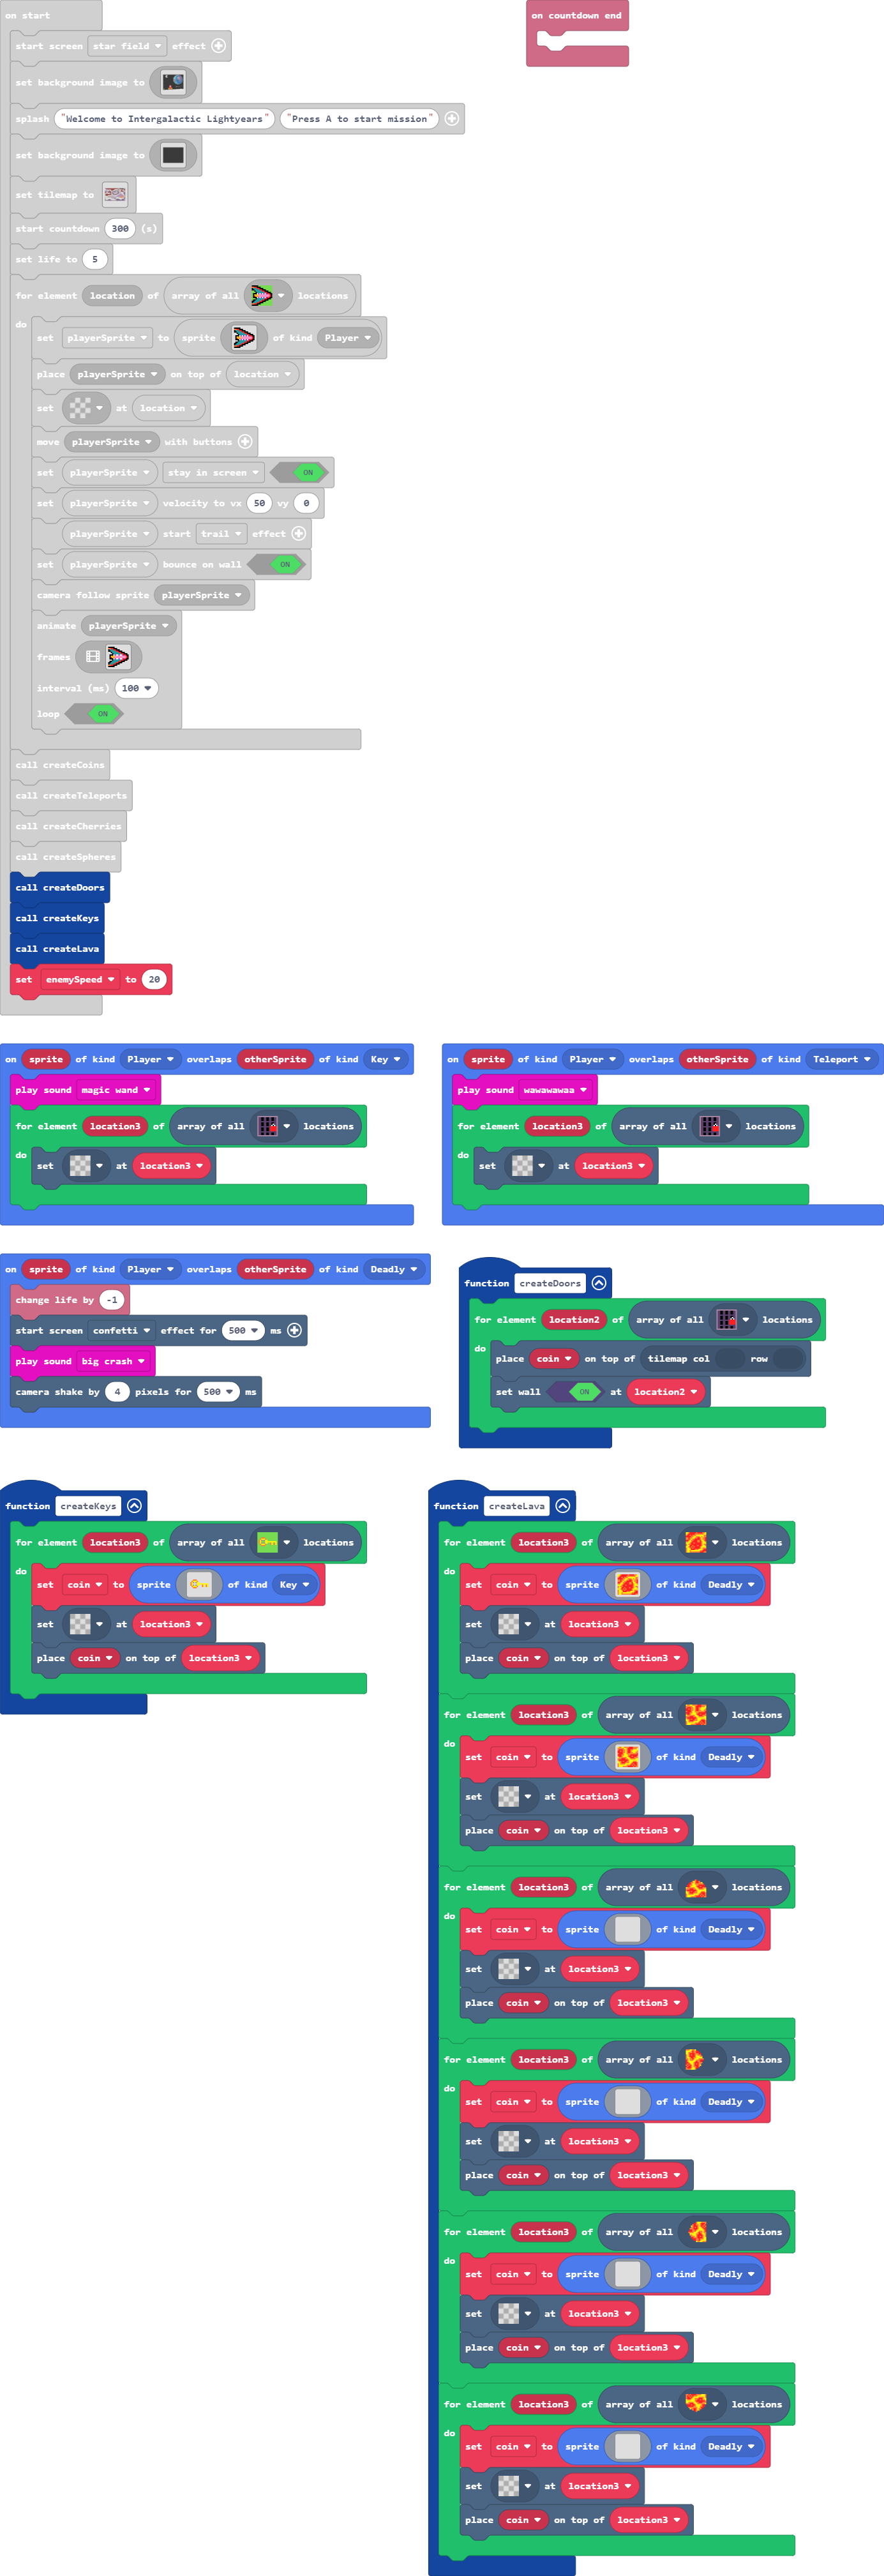 on start
on countdown end
start screen star field effect
set background image to
splash "Welcome to Intergalactic Lightyears" "Press A to start mission"
set background image to
set tilemap to
start countdown 300 (s)
set life to 5
for element location of array of all locations
do
set playerSprite to sprite of kind Player
place playerSprite on top of location
set at location
move playerSprite with buttons
set playerSprite stay in screen ON
set playerSprite velocity to vx 50 vy 0
playerSprite start trail effect
set playerSprite bounce on wall ON
camera follow sprite playerSprite
animate playerSprite
frames
interval (ms) 100
loop ON
call createCoins
call createTeleports
call createCherries
call createSpheres
call createDoors
call createKeys
call createLava
set enemySpeed to 20
on sprite of kind Player overlaps otherSprite of kind Key
play sound magic wand
for element location3 of array of all locations
do
set at location3
on sprite of kind Player overlaps otherSprite of kind Teleport
play sound wawawawaa
for element location3 of array of all locations
do
set at location3
on sprite of kind Player overlaps otherSprite of kind Deadly
change life by -1
start screen confetti effect for 500 ms
play sound big crash
camera shake by 4 pixels for 500 ms
function createDoors
for element location2 of array of all locations
do
place coin on top of tilemap col row
set wall ON at location2
function createKeys
for element location3 of array of all locations
do
set coin to sprite of kind Key
set at location3
place coin on top of location3
function createLava
for element location3 of array of all locations
do
set coin to sprite of kind Deadly
set at location3
place coin on top of location3
for element location3 of array of all locations
do
set coin to sprite of kind Deadly
set at location3
place coin on top of location3
for element location3 of array of all locations
do
set coin to sprite of kind Deadly
set at location3
place coin on top of location3
for element location3 of array of all locations
do
set coin to sprite of kind Deadly
set at location3
place coin on top of location3
for element location3 of array of all locations
do
set coin to sprite of kind Deadly
set at location3
place coin on top of location3
for element location3 of array of all locations
do
set coin to sprite of kind Deadly
set at location3
place coin on top of location3